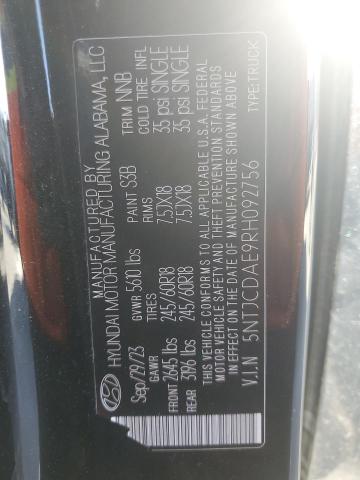 MANUFACTURED BY
HYUNDAI MOTOR MANUFACTURING ALABAMA, LLC
Sep/29/23 GVWR 5610 lbs PAINT S3B TRIM NNB
GAWR TIRES RIMS COLD TIRE INFL
FRONT 2645 lbs 245/60R18 7.5JX18 35 psi SINGLE
REAR 3196 lbs 245/60R18 7.5JX18 35 psi SINGLE
THIS VEHICLE CONFORMS TO ALL APPLICABLE U.S.A. FEDERAL
MOTOR VEHICLE SAFETY AND THEFT PREVENTION STANDARDS
IN EFFECT ON THE DATE OF MANUFACTURE SHOWN ABOVE
V.I.N 5NTJCDAE9RH092756 TYPE:TRUCK